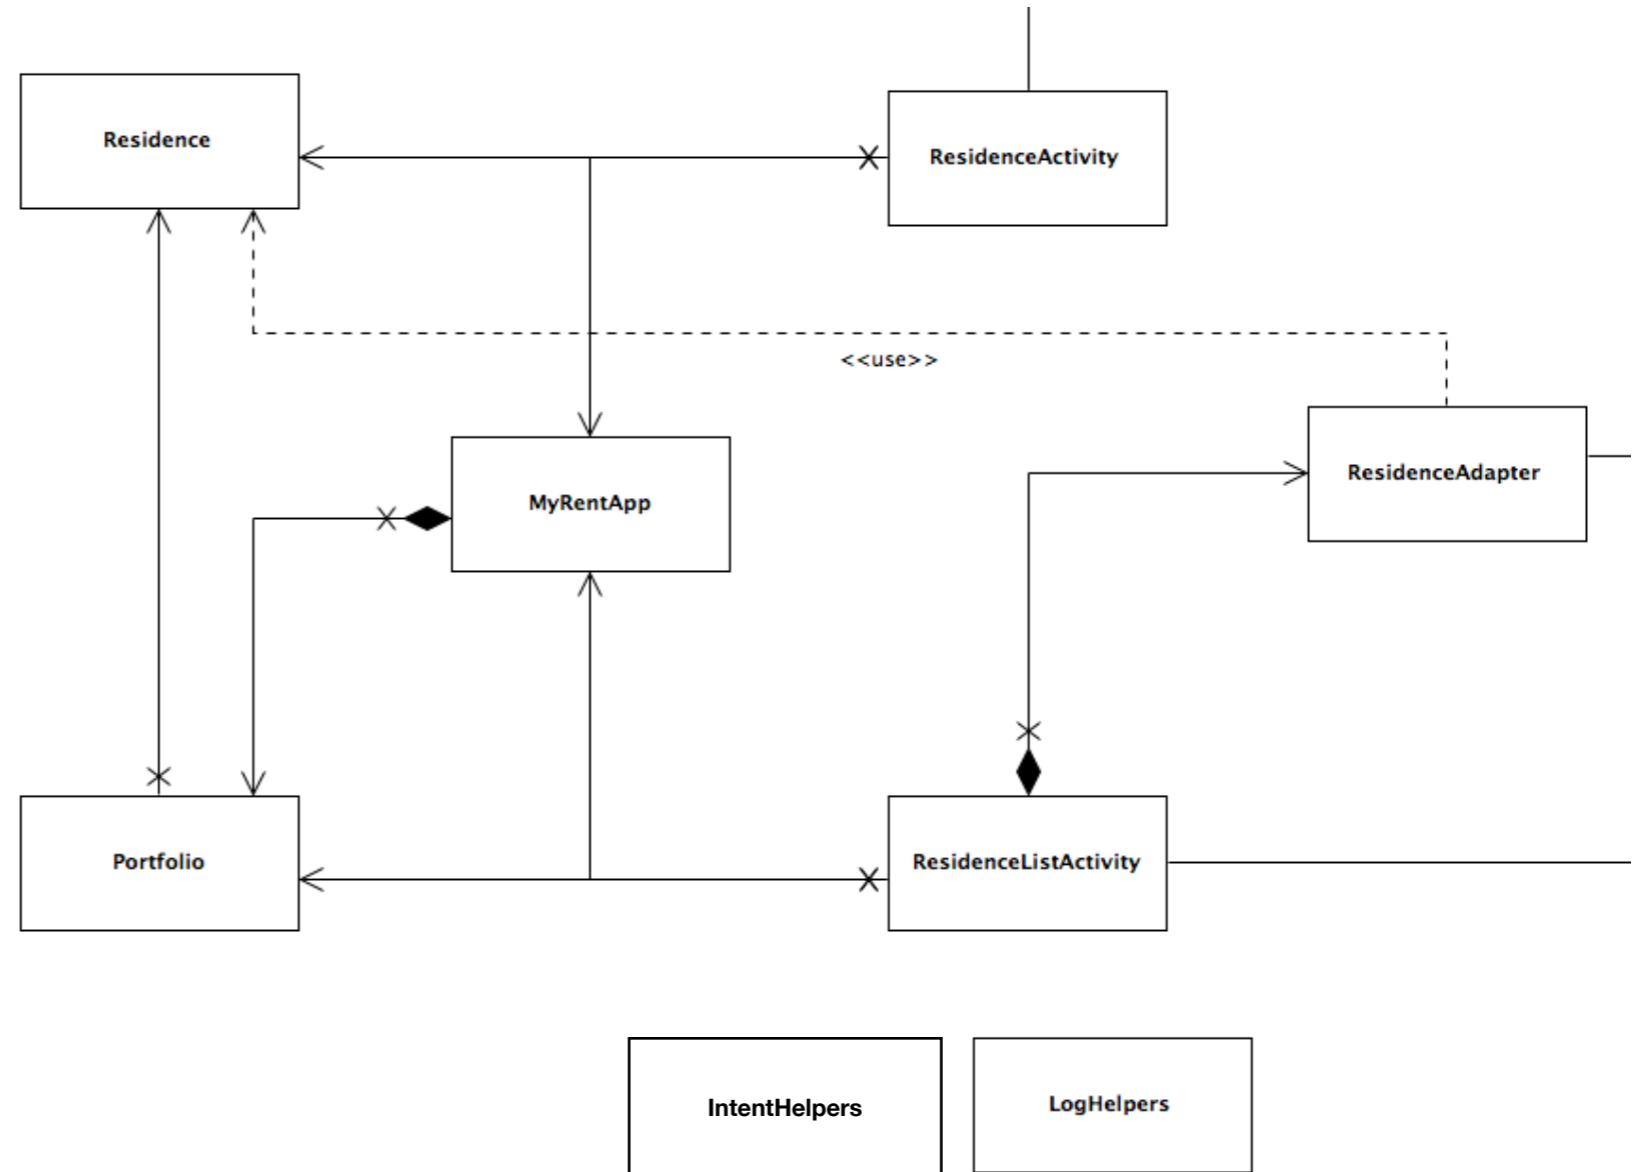 Residence
ResidenceActivity
<<use>>
ResidenceAdapter
MyRentApp
Portfolio
ResidenceListActivity
IntentHelpers
LogHelpers